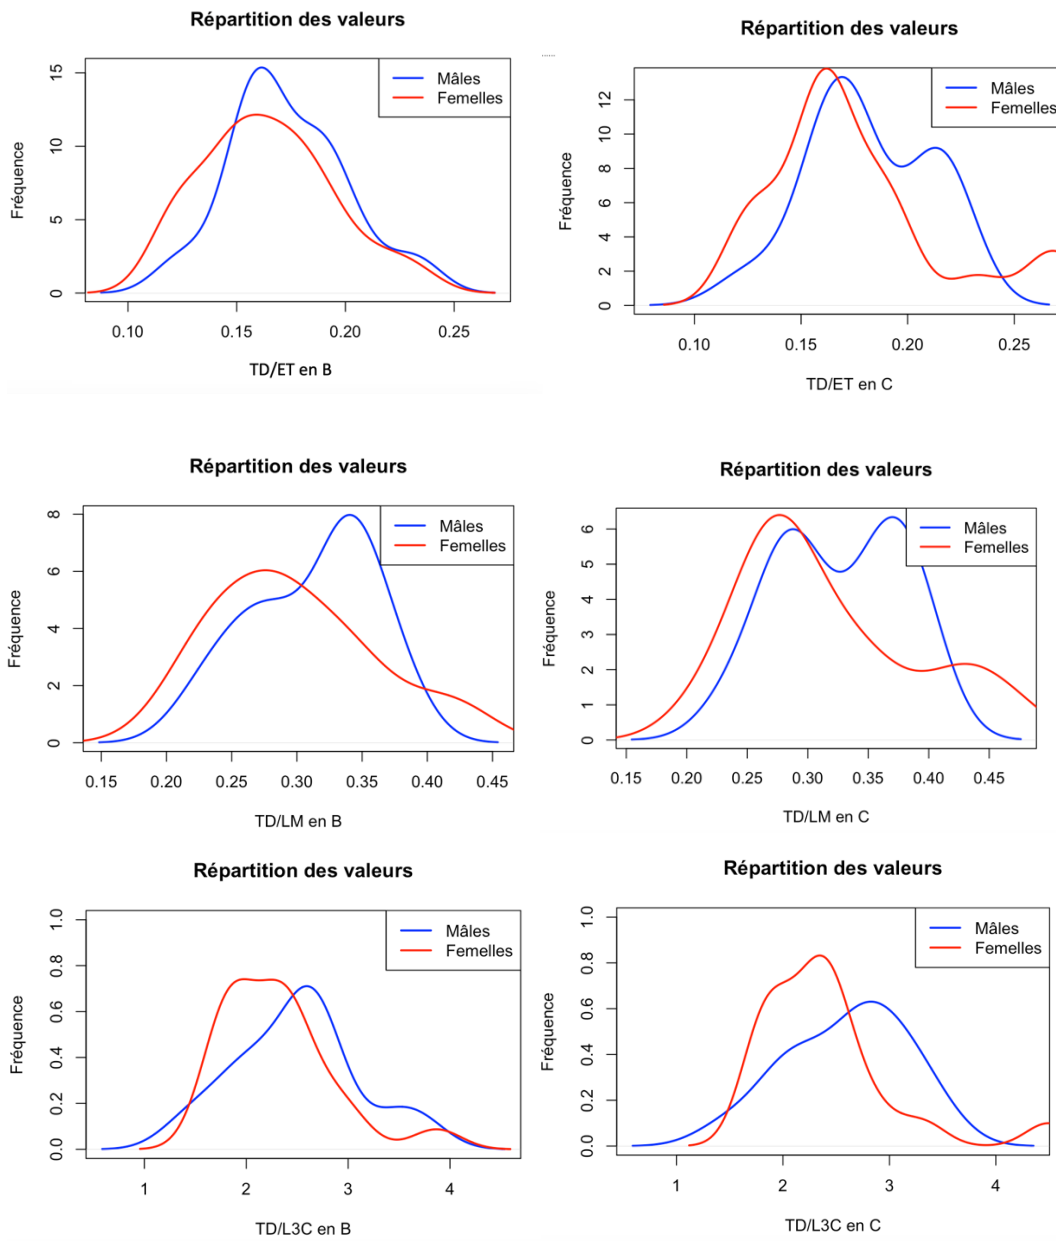 Répartition des valeurs
Mâles
Femelles
Fréquence
15
10
5
0
0.10 0.15 0.20 0.25
TD/ET en B
Répartition des valeurs
Mâles
Femelles
Fréquence
12
10
8
6
4
2
0
0.10 0.15 0.20 0.25
TD/ET en C
Répartition des valeurs
Mâles
Femelles
Fréquence
8
6
4
2
0
0.15 0.20 0.25 0.30 0.35 0.40 0.45
TD/LM en B
Répartition des valeurs
Mâles
Femelles
Fréquence
6
5
4
3
2
1
0
0.15 0.20 0.25 0.30 0.35 0.40 0.45
TD/LM en C
Répartition des valeurs
Mâles
Femelles
Fréquence
1.0
0.8
0.6
0.4
0.2
0.0
1 2 3 4
TD/L3C en B
Répartition des valeurs
Mâles
Femelles
Fréquence
1.0
0.8
0.6
0.4
0.2
0.0
1 2 3 4
TD/L3C en C